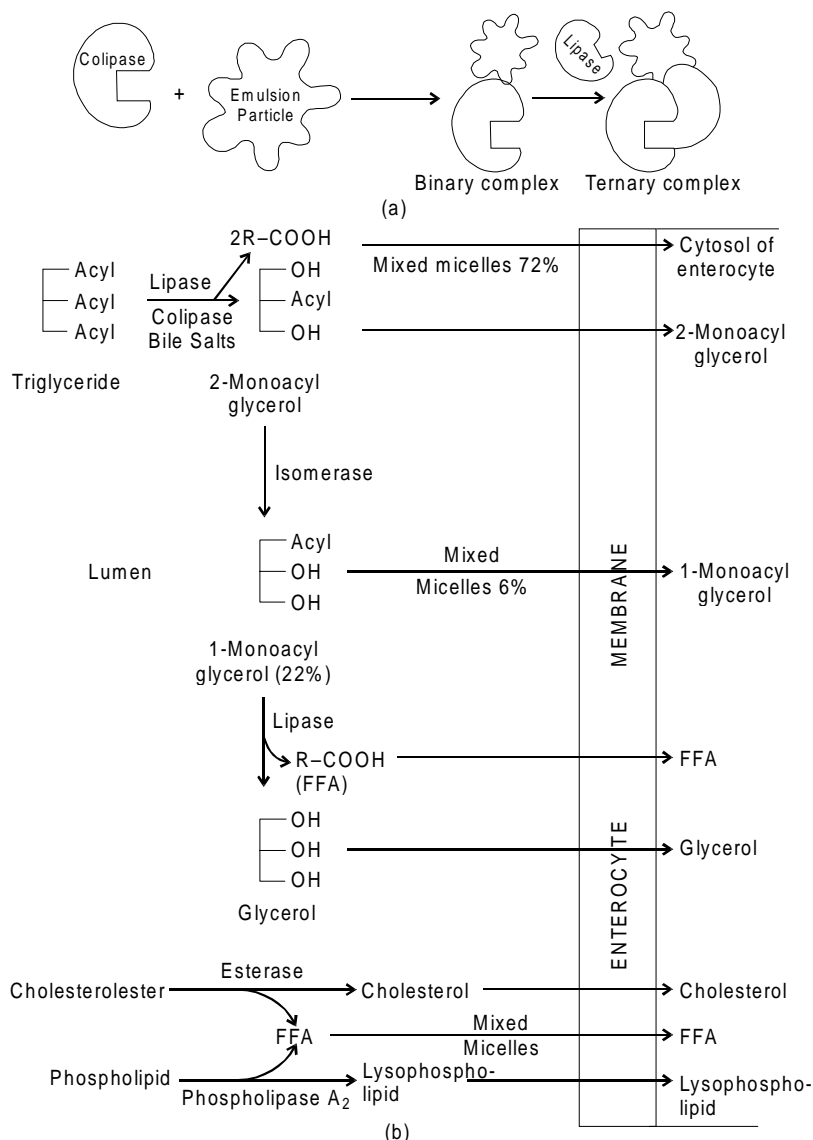 Colipase
+
Emulsion
Particle
Lipase
Binary complex
Ternary complex
(a)
2R–COOH
Mixed micelles 72%
Cytosol of
enterocyte
Acyl
Acyl
Acyl
Lipase
Colipase
Bile Salts
OH
Acyl
OH
2-Monoacyl
glycerol
Triglyceride
2-Monoacyl
glycerol
Isomerase
Lumen
Acyl
OH
OH
Mixed
Micelles 6%
1-Monoacyl
glycerol
MEMBRANE
1-Monoacyl
glycerol (22%)
Lipase
R–COOH
(FFA)
FFA
OH
OH
OH
Glycerol
Glycerol
ENTEROCYTE
Cholesterolester
Esterase
Cholesterol
Cholesterol
FFA
Mixed
Micelles
FFA
Phospholipid
Phospholipase A₂
Lysophospho-
lipid
Lysophospho-
lipid
(b)